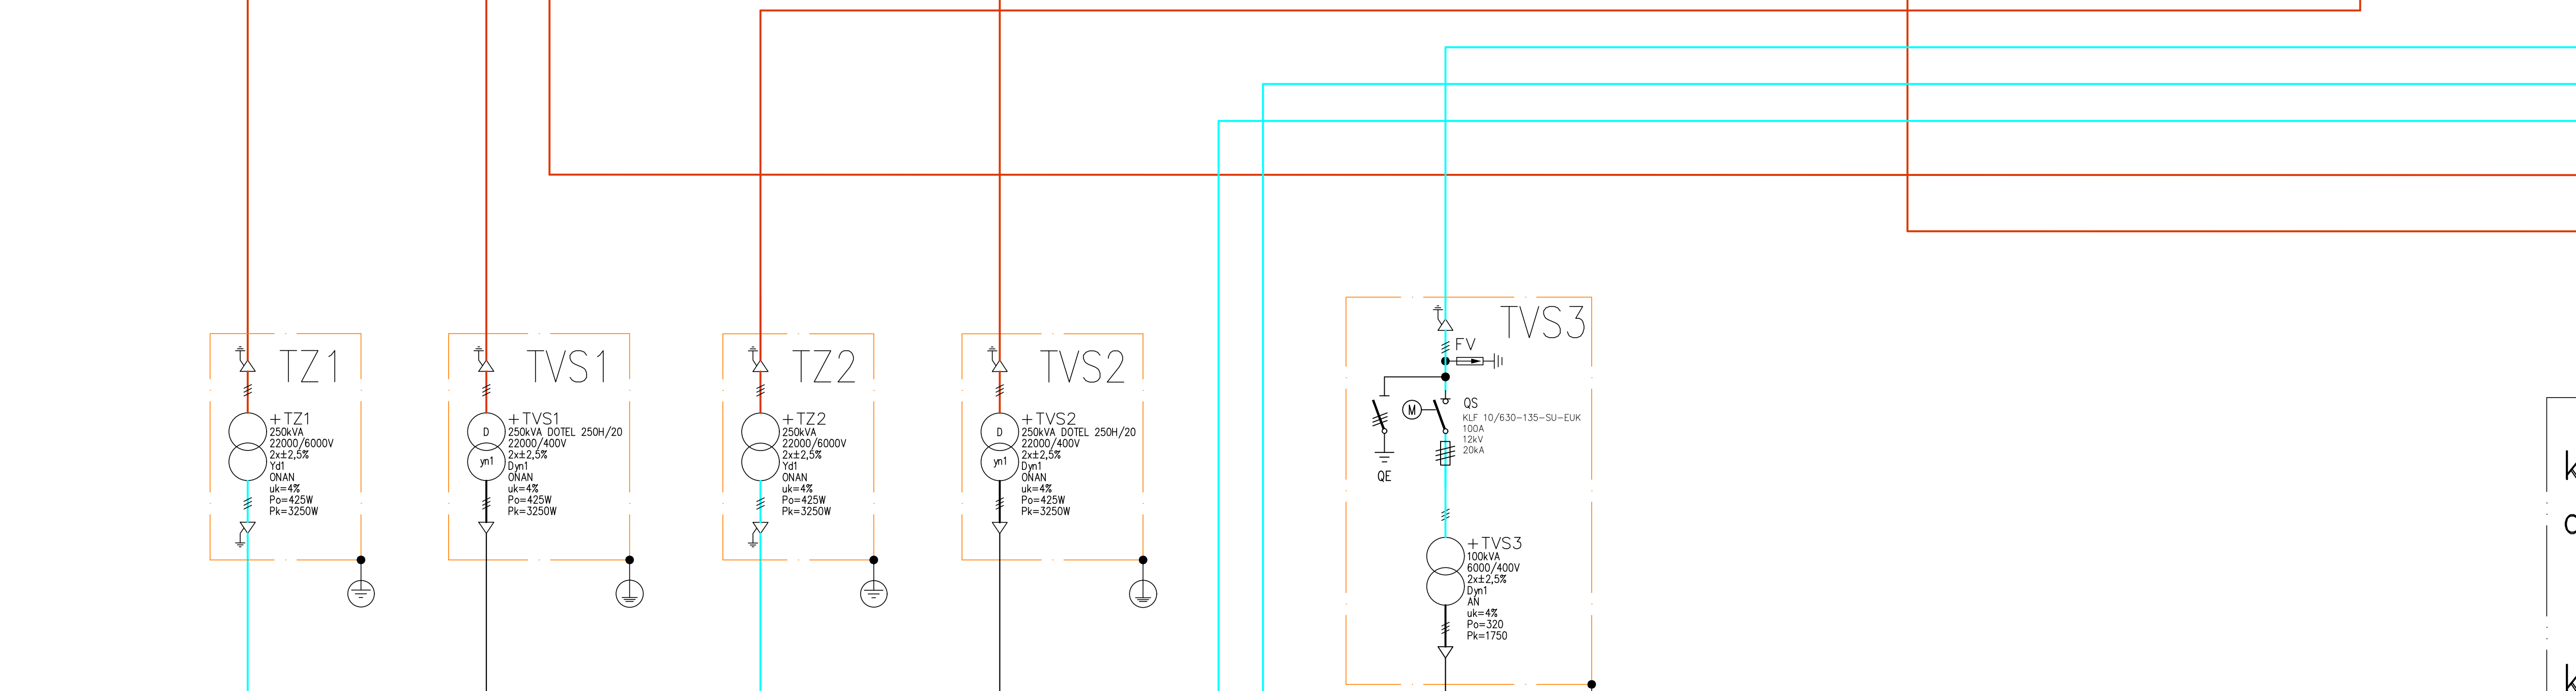 TZ1
+TZ1
250kVA
22000/6000V
2x±2,5%
Yd1
ONAN
uk=4%
Po=425W
Pk=3250W
TVS1
D
yn1
+TVS1
250kVA DOTEL 250H/20
22000/400V
2x±2,5%
Dyn1
ONAN
uk=4%
Po=425W
Pk=3250W
TZ2
+TZ2
250kVA
22000/6000V
2x±2,5%
Yd1
ONAN
uk=4%
Po=425W
Pk=3250W
TVS2
D
yn1
+TVS2
250kVA DOTEL 250H/20
22000/400V
2x±2,5%
Dyn1
ONAN
uk=4%
Po=425W
Pk=3250W
TVS3
FV
M
QS
KLF 10/630-135-SU-EUK
100A
12kV
20kA
QE
+TVS3
100kVA
6000/400V
2x±2,5%
Dyn1
AN
uk=4%
Po=320
Pk=1750